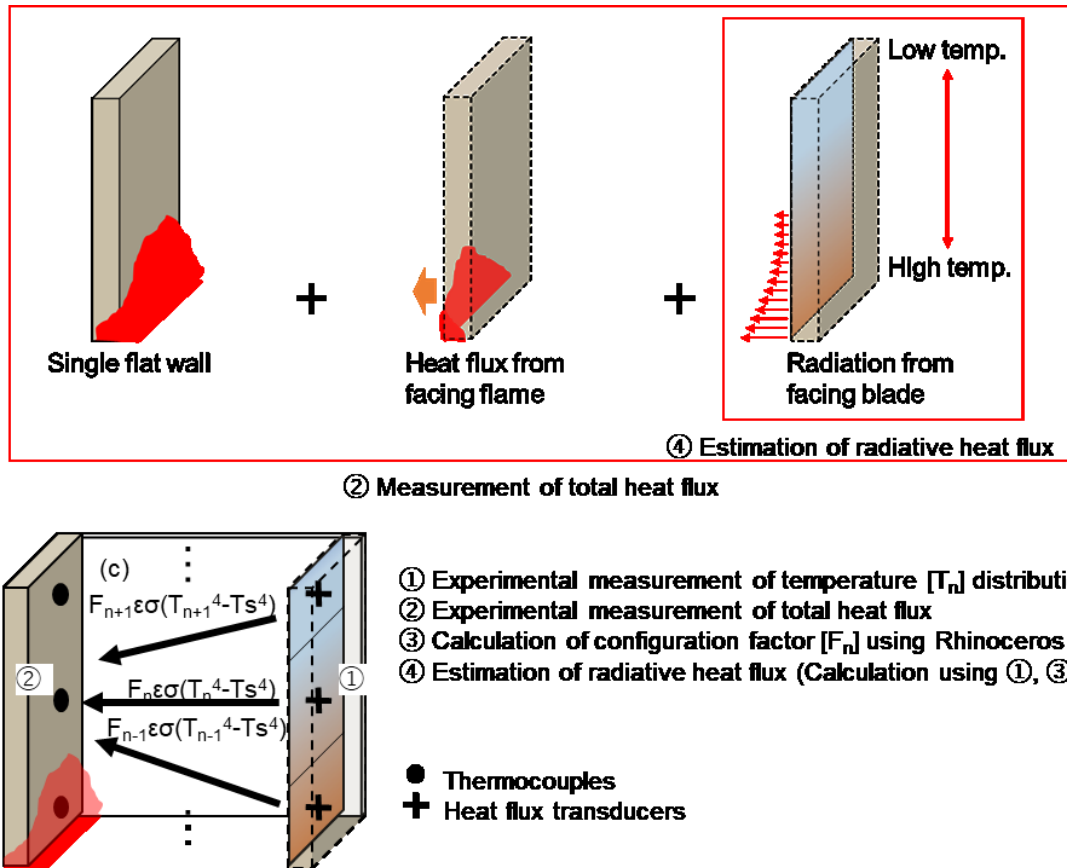 Low temp.
High temp.
+
+
Single flat wall
Heat flux from
facing flame
Radiation from
facing blade
④ Estimation of radiative heat flux
② Measurement of total heat flux
(c)
⋮
Fₙ₊₁εσ(Tₙ₊₁⁴-Ts⁴)
②
①
Fₙεσ(Tₙ⁴-Ts⁴)
Fₙ₋₁εσ(Tₙ₋₁⁴-Ts⁴)
⋮
① Experimental measurement of temperature [Tₙ] distributi
② Experimental measurement of total heat flux
③ Calculation of configuration factor [Fₙ] using Rhinoceros
④ Estimation of radiative heat flux (Calculation using ①, ③
● Thermocouples
+ Heat flux transducers